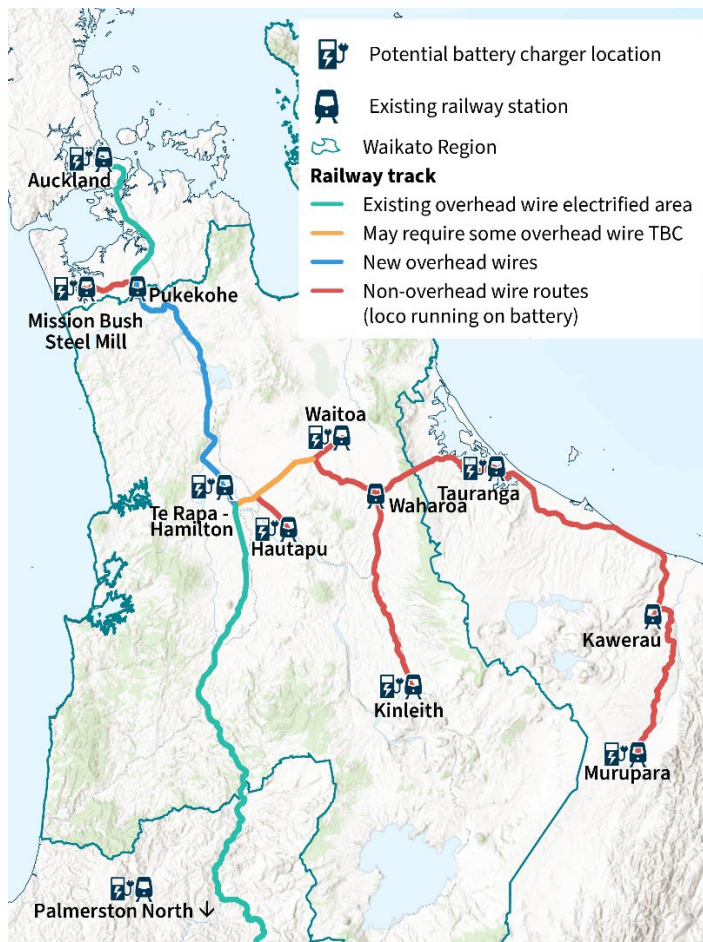 Potential battery charger location
Existing railway station
Waikato Region
Railway track
Existing overhead wire electrified area
May require some overhead wire TBC
New overhead wires
Non-overhead wire routes
(loco running on battery)
Auckland
Pukekohe
Mission Bush
Steel Mill
Waitoa
Te Rapa -
Hamilton
Hautapu
Waharoa
Tauranga
Kawerau
Kinleith
Murupara
Palmerston North ↓